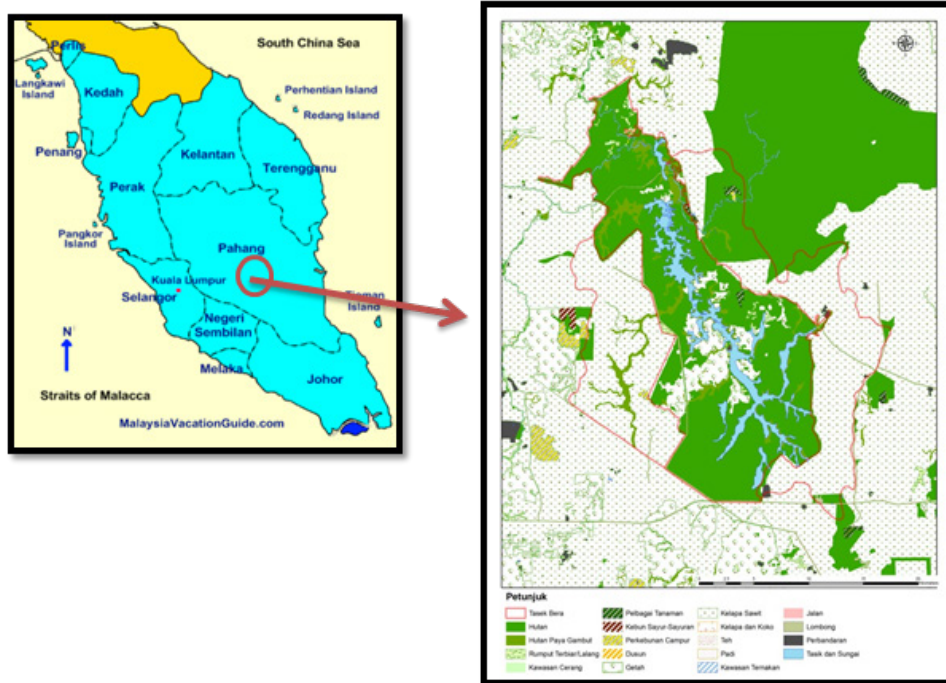 South China Sea
Perlis
Langkawi
Island
Kedah
Perhentian Island
Redang Island
Penang
Kelantan
Terengganu
Perak
Pangkor
Island
Pahang
Kuala Lumpur
Selangor
Island
Negeri
Sembilan
N
Melaka
Johor
Straits of Malacca
MalaysiaVacationGuide.com
Petunjuk
Tasek Bera
Hutan
Hutan Paya Gambut
Rumput Terbiar/Lalang
Kawasan Cerang
Pelbagai Tanaman
Kebun Sayur-Sayuran
Perkebunan Campur
Dusun
Getah
Kelapa Sawit
Kelapa dan Koko
Teh
Padi
Kawasan Ternakan
Jalan
Lombong
Perbandaran
Tasik dan Sungai